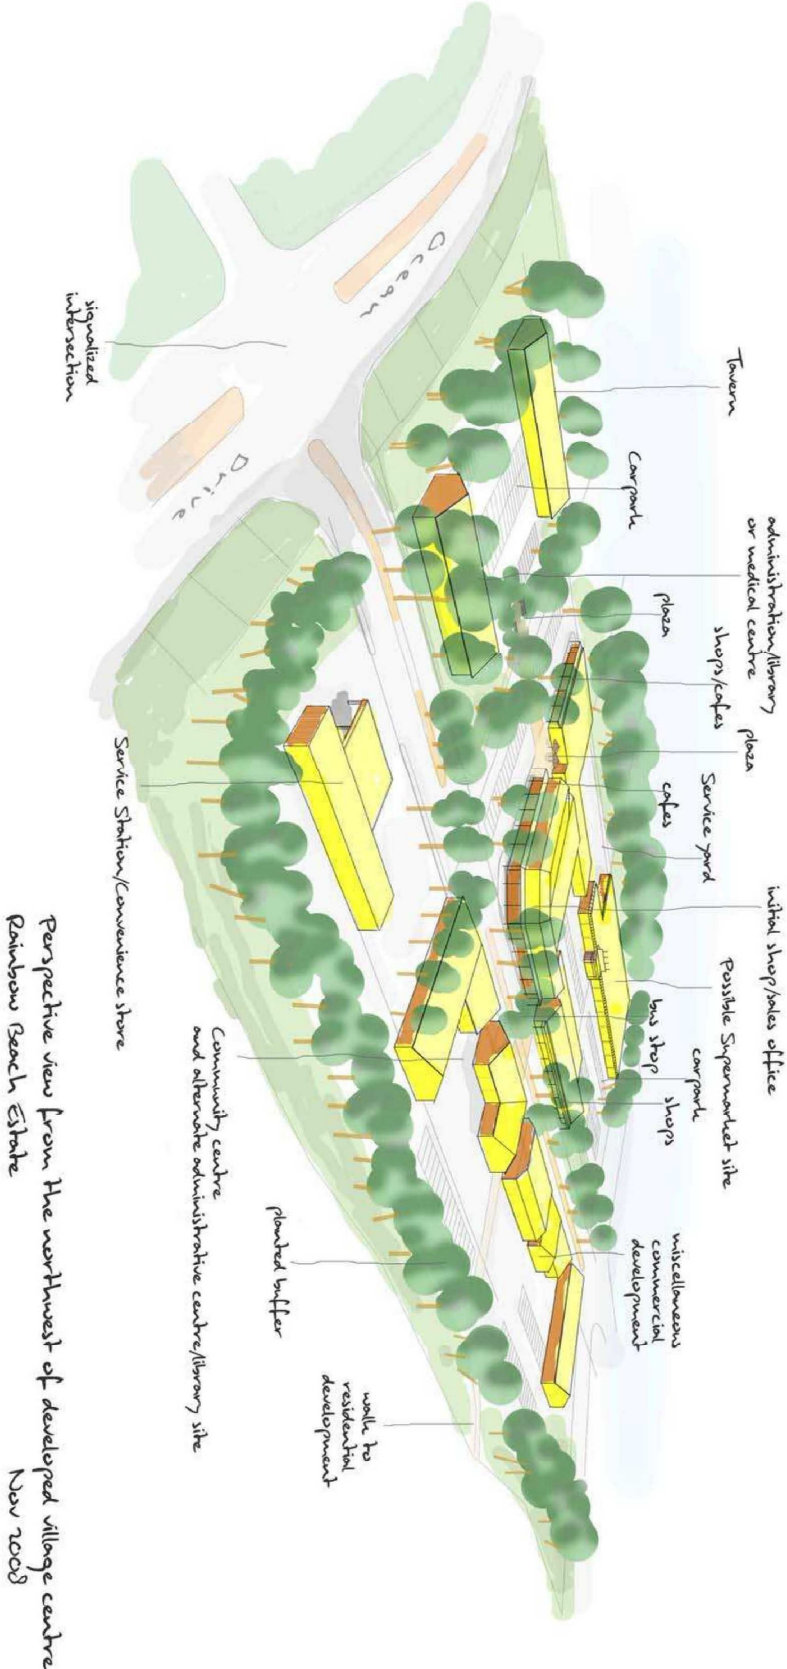 Tavern
Carpark
administration/library
or medical centre
plaza
shops/cafes
plaza
cafes
Service yard
initial shop/sales office
Possible Supermarket site
bus stop
carpark
shops
miscellaneous
commercial
development
Ocean
Drive
signalized
intersection
Service Station/Convenience store
Community centre
and alternate administrative centre/library site
planted buffer
walk to
residential
development
Perspective view from the northwest of developed village centre
Rainbow Beach Estate
Nov 2008